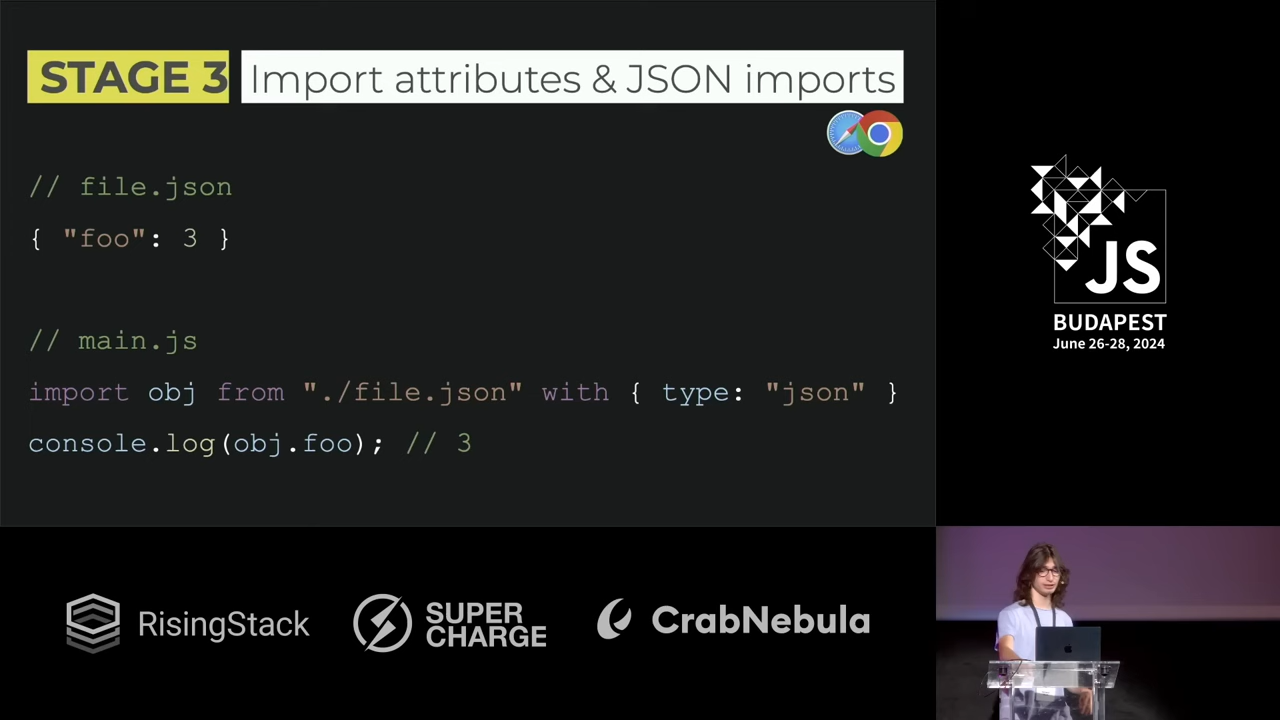 STAGE 3 Import attributes & JSON imports
// file.json
{ "foo": 3 }
// main.js
import obj from "./file.json" with { type: "json" }
console.log(obj.foo); // 3
JS
BUDAPEST
June 26-28, 2024
RisingStack
SUPER
CHARGE
CrabNebula